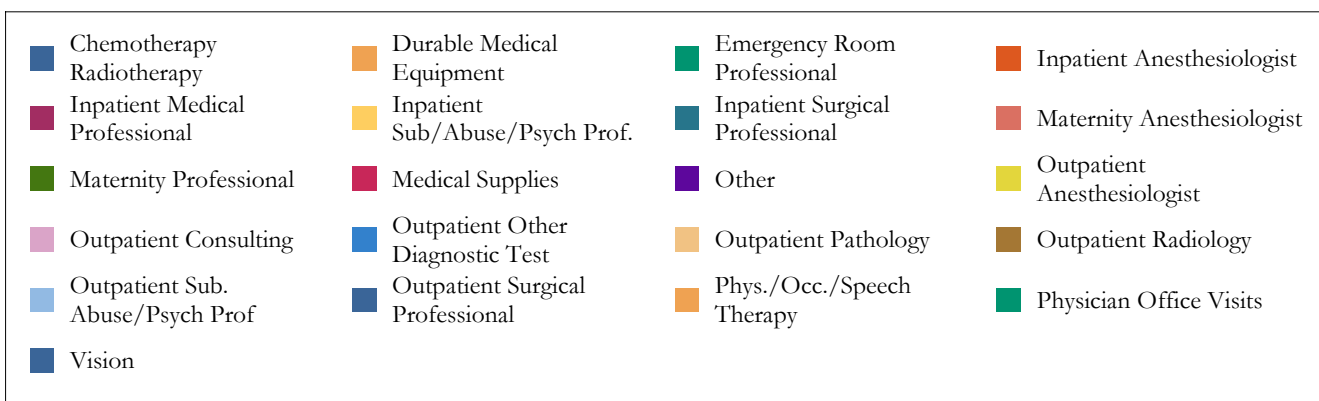 Chemotherapy
Radiotherapy
Durable Medical
Equipment
Emergency Room
Professional
Inpatient Anesthesiologist
Inpatient Medical
Professional
Inpatient
Sub/Abuse/Psych Prof.
Inpatient Surgical
Professional
Maternity Anesthesiologist
Maternity Professional
Medical Supplies
Other
Outpatient
Anesthesiologist
Outpatient Consulting
Outpatient Other
Diagnostic Test
Outpatient Pathology
Outpatient Radiology
Outpatient Sub.
Abuse/Psych Prof
Outpatient Surgical
Professional
Phys./Occ./Speech
Therapy
Physician Office Visits
Vision